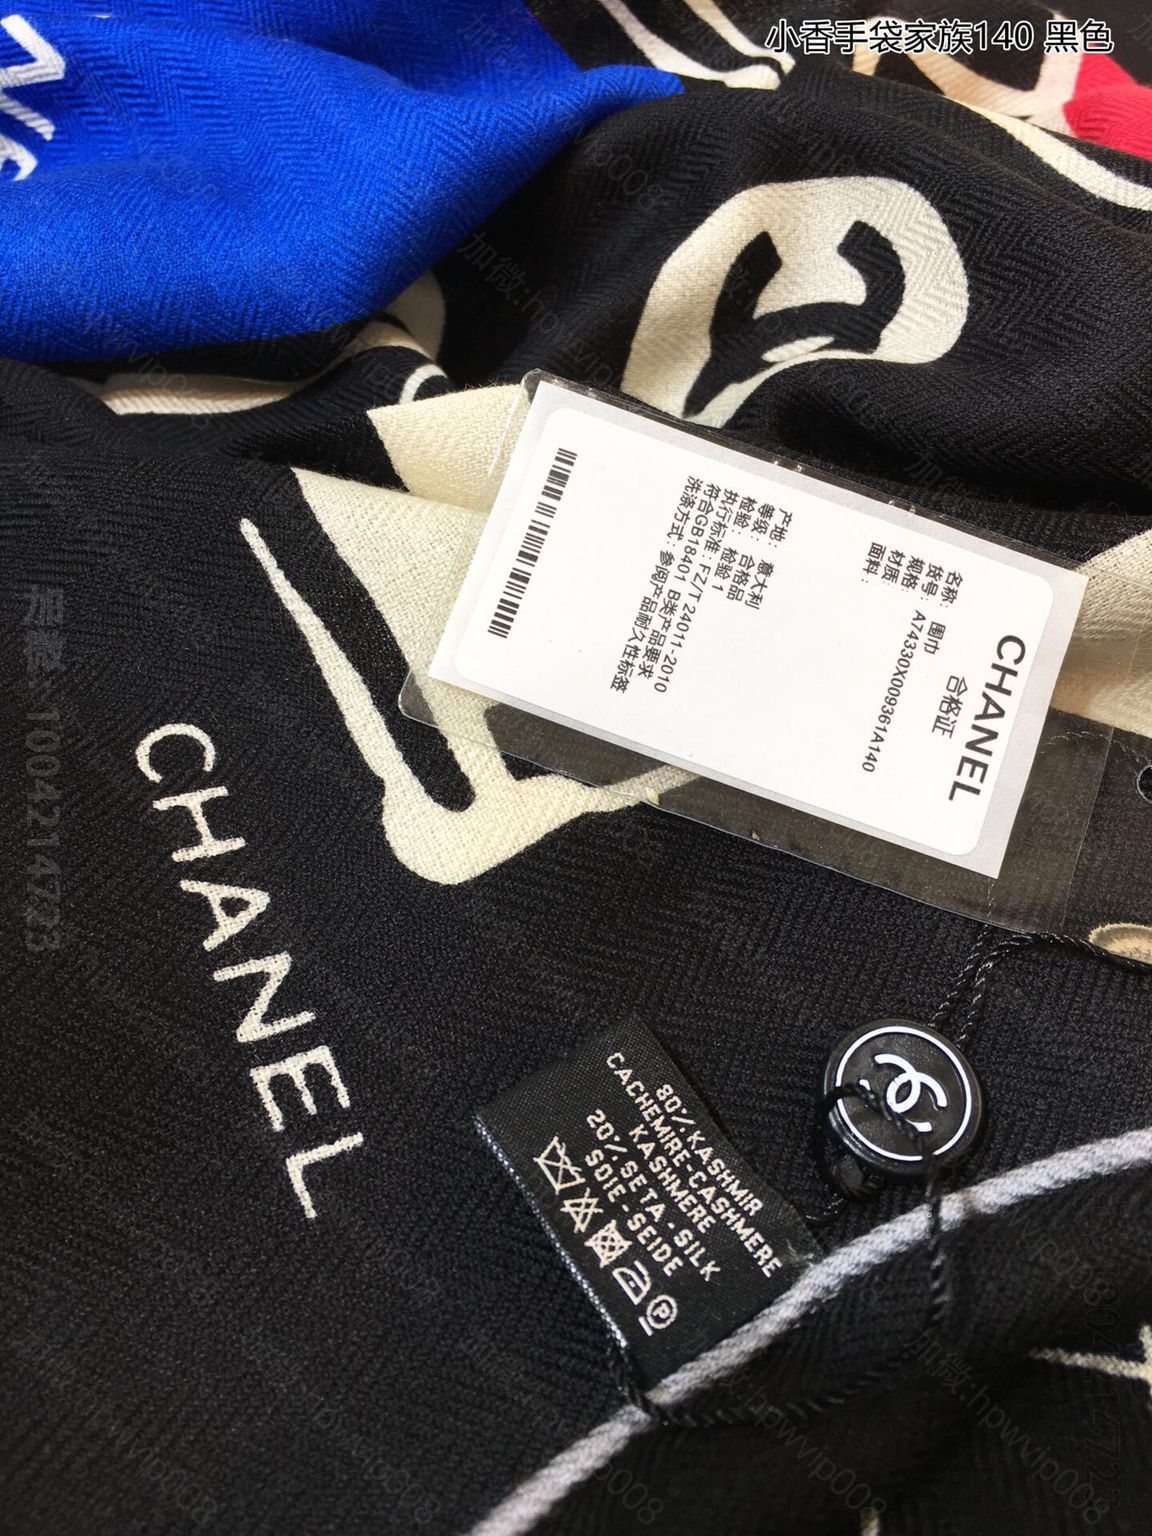 小香手袋家族140 黑色
CHANEL
合格证
名称: 围巾
货号: A74330X009361A140
规格:
材质:
面料:
产地: 意大利
等级: 合格品
检验: 检验1
执行标准: FZ/T 24011-2010
符合GB18401 B类产品要求
洗涤方式: 参阅产品耐久性标签
CHANEL
80% KASHMIR
CACHEMIRE-CASHMERE
KASHMERE
20% SETA-SILK
SOIE-SEIDE
P
加微:hpwvip008